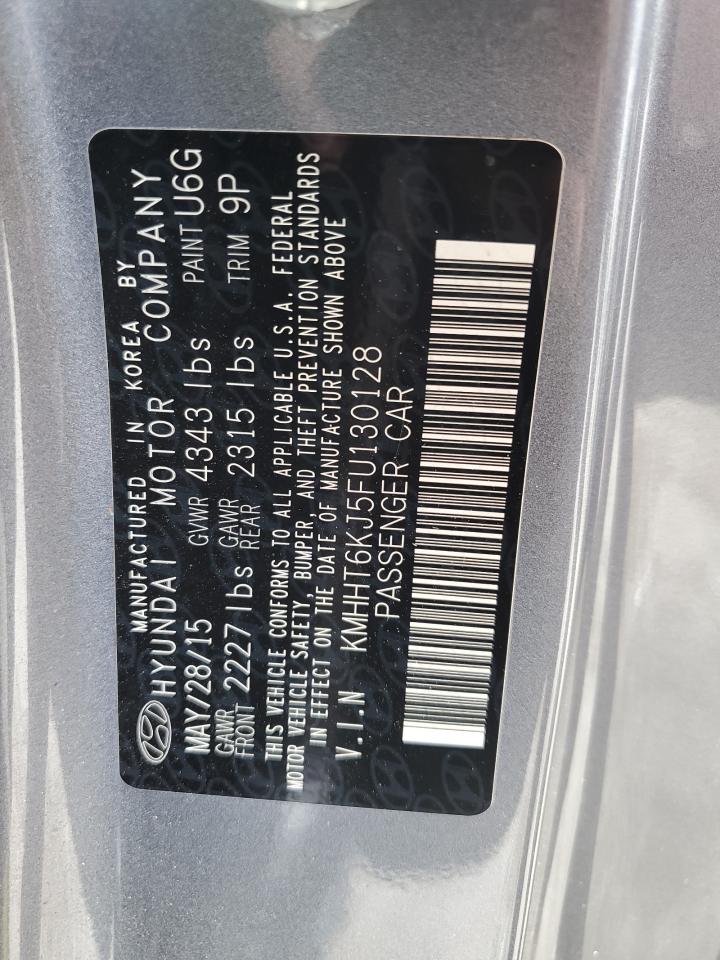 MANUFACTURED IN KOREA BY
HYUNDAI MOTOR COMPANY
MAY/28/15 GVWR 4343 lbs PAINT U6G
GAWR FRONT 2227 lbs GAWR REAR 2315 lbs TRIM 9P
THIS VEHICLE CONFORMS TO ALL APPLICABLE U.S.A. FEDERAL
MOTOR VEHICLE SAFETY, BUMPER, AND THEFT PREVENTION STANDARDS
IN EFFECT ON THE DATE OF MANUFACTURE SHOWN ABOVE
V.I.N KMHHT6KJ5FU130128
PASSENGER CAR